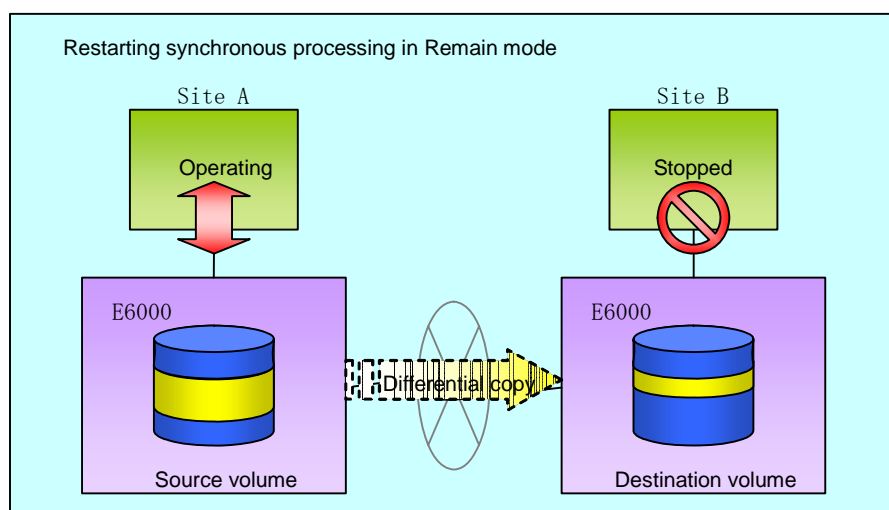 Restarting synchronous processing in Remain mode
Site A
Site B
Operating
Stopped
E6000
E6000
Differential copy
Source volume
Destination volume